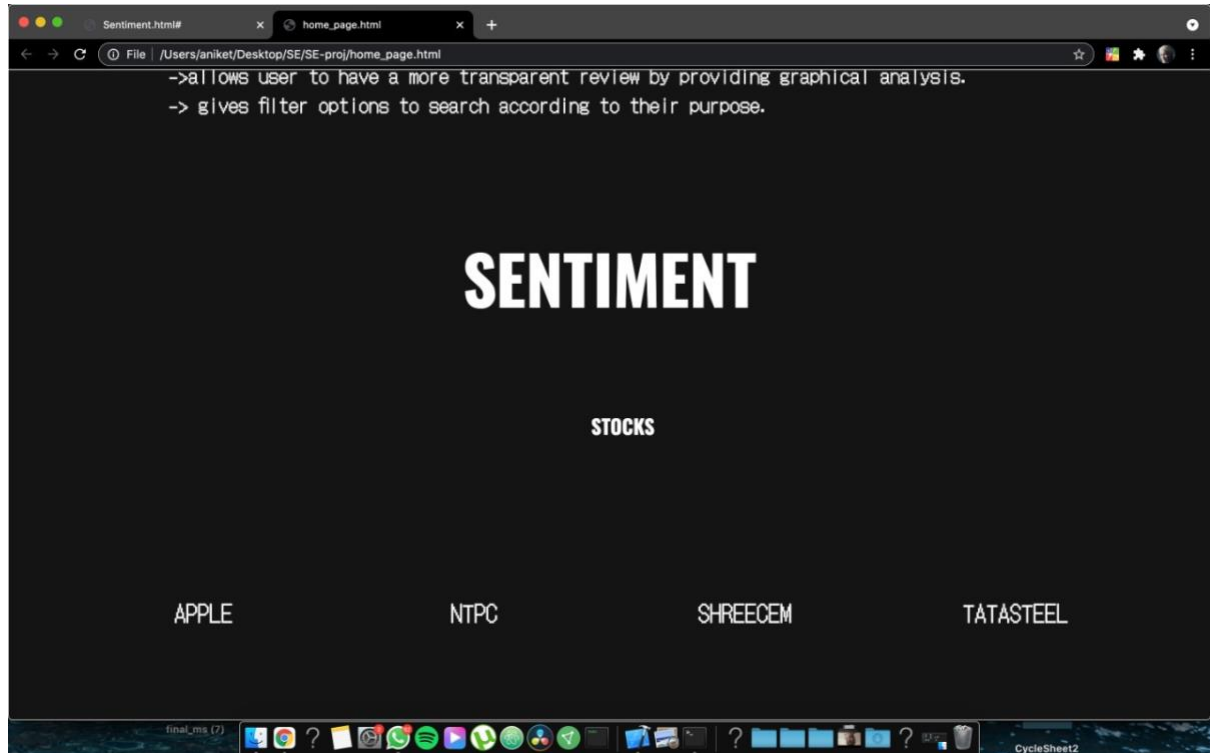 Sentiment.html#
home_page.html
File /Users/aniket/Desktop/SE/SE-proj/home_page.html
->allows user to have a more transparent review by providing graphical analysis.
-> gives filter options to search according to their purpose.
SENTIMENT
STOCKS
APPLE NTPC SHREECEM TATASTEEL
final_ms (7)
CycleSheet2